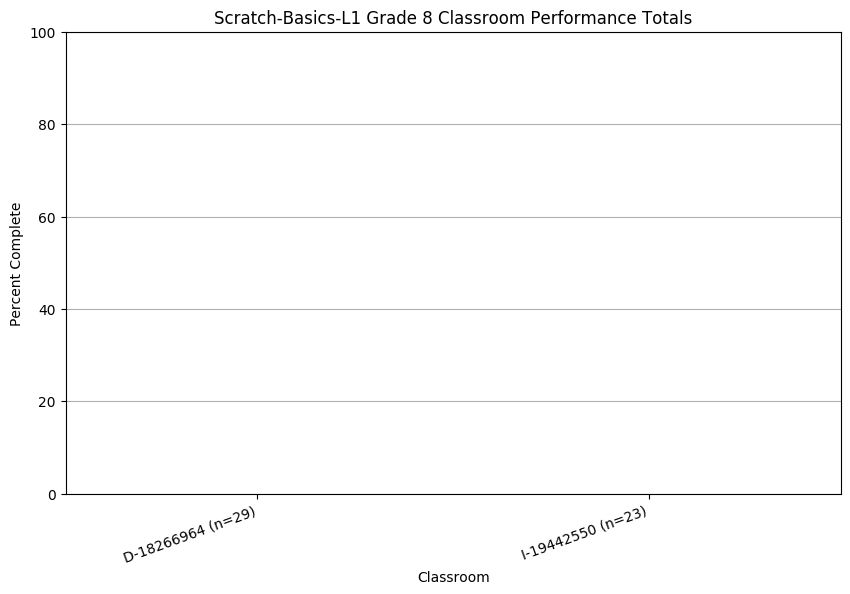 Scratch-Basics-L1 Grade 8 Classroom Performance Totals
100
80
60
40
20
0
Percent Complete
D-18266964 (n=29)
I-19442550 (n=23)
Classroom